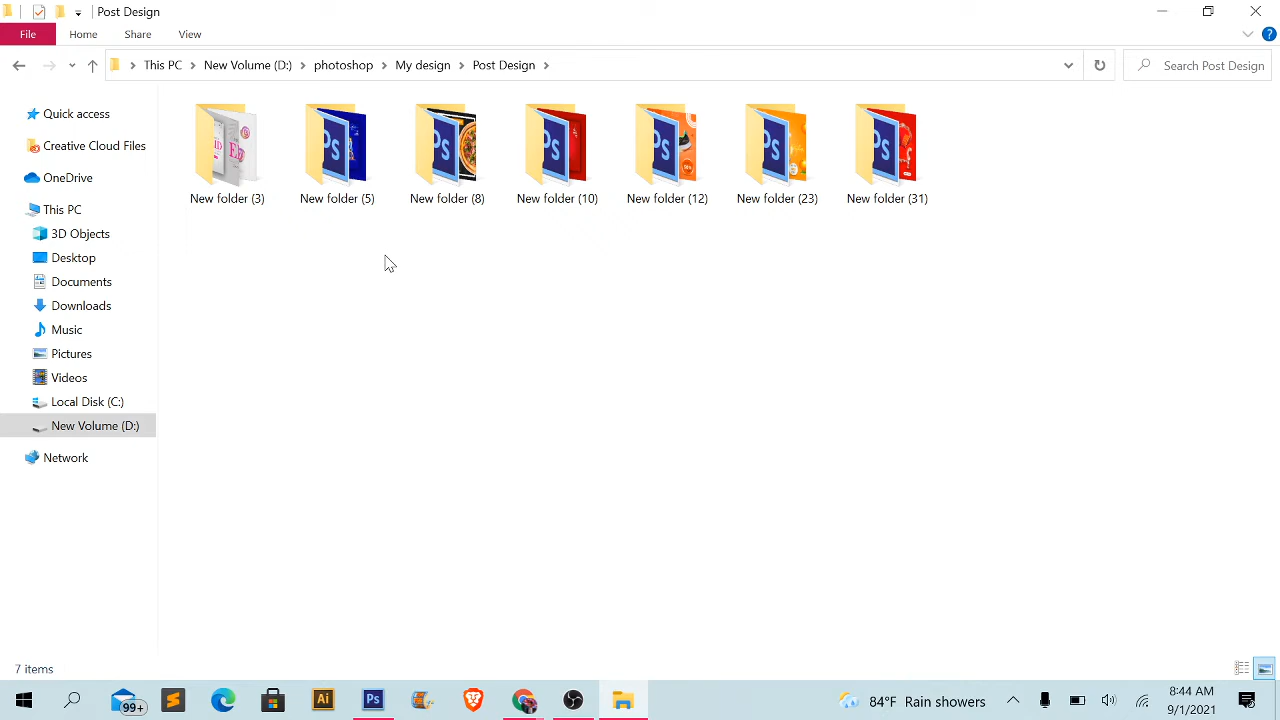 Post Design
File Home Share View
This PC New Volume (D:) photoshop My design Post Design
Search Post Design
Quick access
Creative Cloud Files
OneDrive
This PC
3D Objects
Desktop
Documents
Downloads
Music
Pictures
Videos
Local Disk (C:)
New Volume (D:)
Network
New folder (3) New folder (5) New folder (8) New folder (10) New folder (12) New folder (23) New folder (31)
7 items
99+
Ai
Ps
84°F Rain showers
8:44 AM
9/1/2021